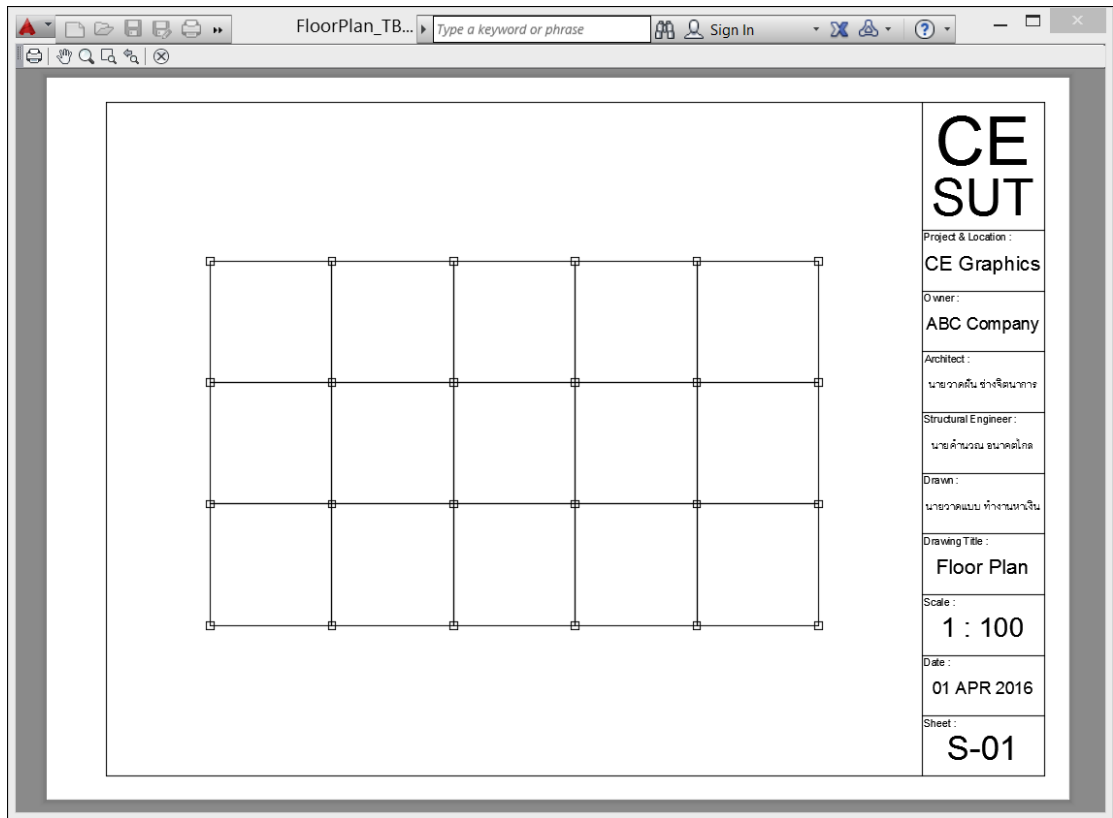 FloorPlan_TB...
Type a keyword or phrase
Sign In
CE
SUT
Project & Location :
CE Graphics
Owner :
ABC Company
Architect :
นายวาดฝัน ช่างจิตนาการ
Structural Engineer :
นายคำนวณ อนาคตไกล
Drawn :
นายวาดแบบ ทำงานหาเงิน
Drawing Title :
Floor Plan
Scale :
1 : 100
Date :
01 APR 2016
Sheet :
S-01